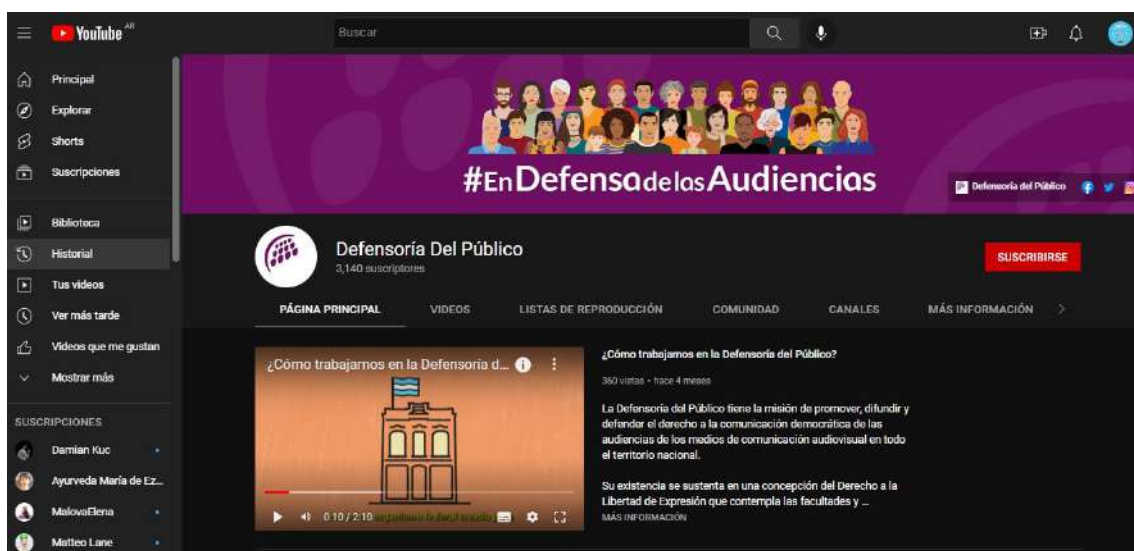 YouTube AR
Buscar
Principal
Explorar
Shorts
Suscripciones
Biblioteca
Historial
Tus videos
Ver más tarde
Videos que me gustan
Mostrar más
SUSCRIPCIONES
Damian Kuc
Ayurveda María de Ez...
MalovaElena
Matteo Lane
#EnDefensadelasAudiencias
Defensoría del Público
Defensoría Del Público
3,140 suscriptores
SUSCRIBIRSE
PÁGINA PRINCIPAL VIDEOS LISTAS DE REPRODUCCIÓN COMUNIDAD CANALES MÁS INFORMACIÓN
¿Cómo trabajamos en la Defensoría d...
0:10 / 2:10
¿Cómo trabajamos en la Defensoría del Público?
360 vistas • hace 4 meses
La Defensoría del Público tiene la misión de promover, difundir y
defender el derecho a la comunicación democrática de las
audiencias de los medios de comunicación audiovisual en todo
el territorio nacional.
Su existencia se sustenta en una concepción del Derecho a la
Libertad de Expresión que contempla las facultades y ...
MÁS INFORMACIÓN